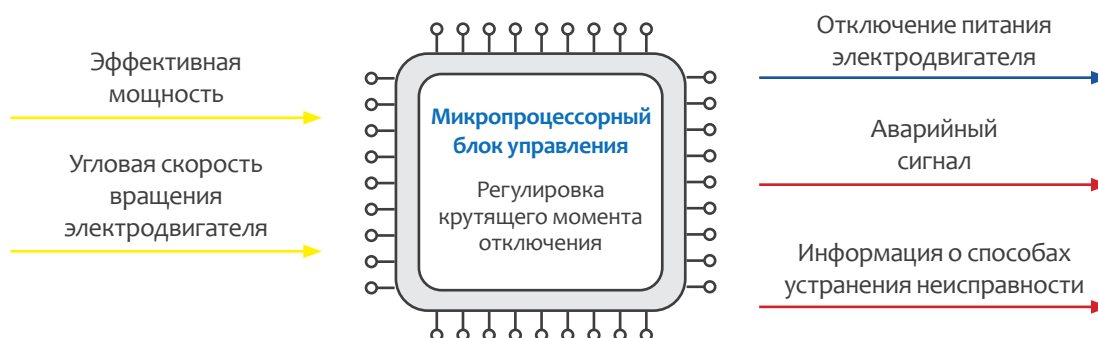 Эффективная
мощность
Угловая скорость
вращения
электродвигателя
Микропроцессорный
блок управления
Регулировка
крутящего момента
отключения
Отключение питания
электродвигателя
Аварийный
сигнал
Информация о способах
устранения неисправности